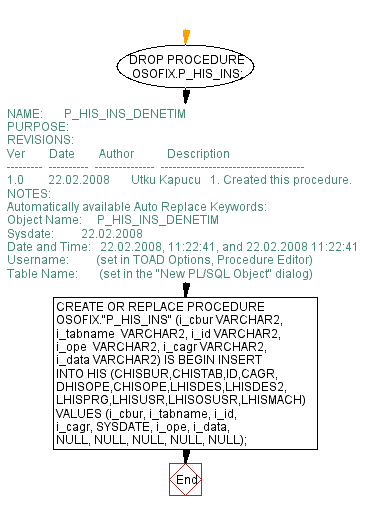 DROP PROCEDURE
OSOFIX.P_HIS_INS;
NAME: P_HIS_INS_DENETIM
PURPOSE:
REVISIONS:
Ver Date Author Description
--------- ---------- --------------- ------------------------------------
1.0 22.02.2008 Utku Kapucu 1. Created this procedure.
NOTES:
Automatically available Auto Replace Keywords:
Object Name: P_HIS_INS_DENETIM
Sysdate: 22.02.2008
Date and Time: 22.02.2008, 11:22:41, and 22.02.2008 11:22:41
Username: (set in TOAD Options, Procedure Editor)
Table Name: (set in the "New PL/SQL Object" dialog)
CREATE OR REPLACE PROCEDURE
OSOFIX."P_HIS_INS" (i_cbur VARCHAR2,
i_tabname VARCHAR2, i_id VARCHAR2,
i_ope VARCHAR2, i_cagr VARCHAR2,
i_data VARCHAR2) IS BEGIN INSERT
INTO HIS (CHISBUR,CHISTAB,ID,CAGR,
DHISOPE,CHISOPE,LHISDES,LHISDES2,
LHISPRG,LHISUSR,LHISOSUSR,LHISMACH)
VALUES (i_cbur, i_tabname, i_id,
i_cagr, SYSDATE, i_ope, i_data,
NULL, NULL, NULL, NULL, NULL);
End